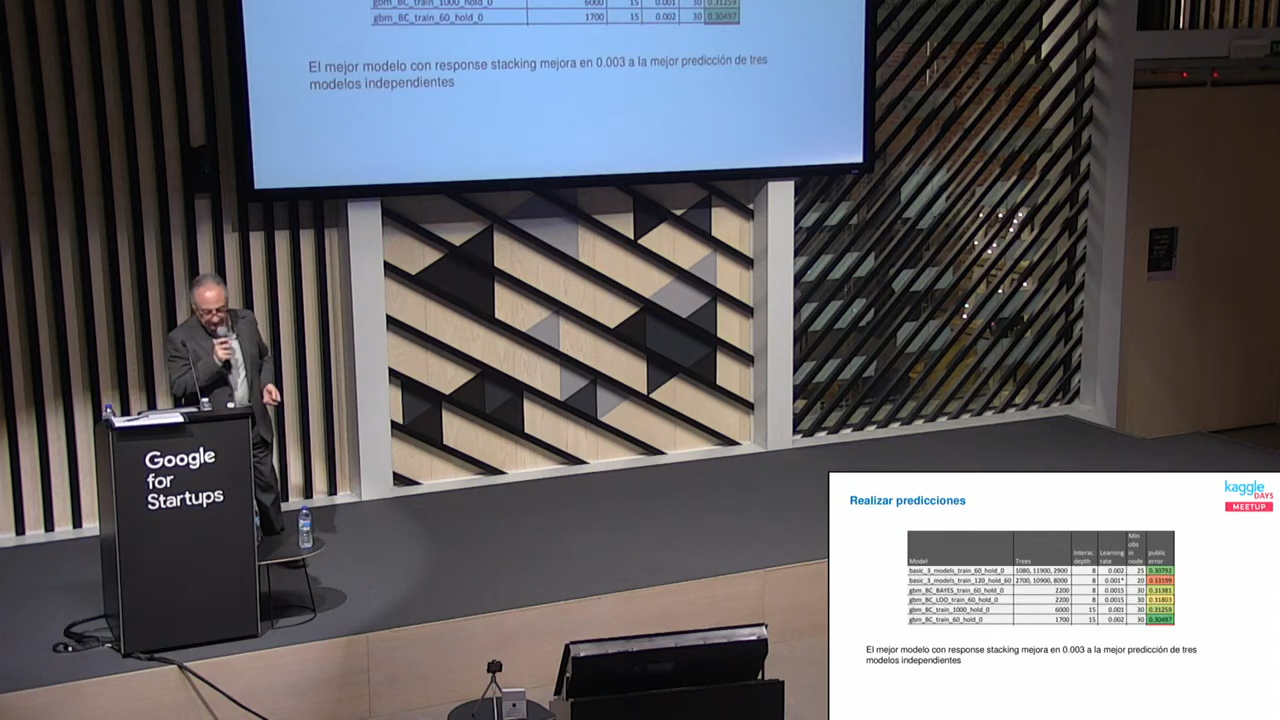 gbm_BC_train_1000_hold_0 6000 15 0.001 30 0.31259
gbm_BC_train_60_hold_0 1700 15 0.002 30 0.30497
El mejor modelo con response stacking mejora en 0.003 a la mejor predicción de tres
modelos independientes
Google
for
Startups
kaggle
DAYS
MEETUP
Realizar predicciones
Model Trees Interac. depth Learning rate Min obs in node public error
basic_3_models_train_60_hold_0 1080, 11900, 2900 8 0.002 25 0.30792
basic_3_models_train_120_hold_60 2700, 10900, 8000 8 0.001* 20 0.33199
gbm_BC_BAYES_train_60_hold_0 2200 8 0.0015 30 0.31381
gbm_BC_LOO_train_60_hold_0 2200 8 0.0015 30 0.31803
gbm_BC_train_1000_hold_0 6000 15 0.001 30 0.31259
gbm_BC_train_60_hold_0 1700 15 0.002 30 0.30497
El mejor modelo con response stacking mejora en 0.003 a la mejor predicción de tres
modelos independientes